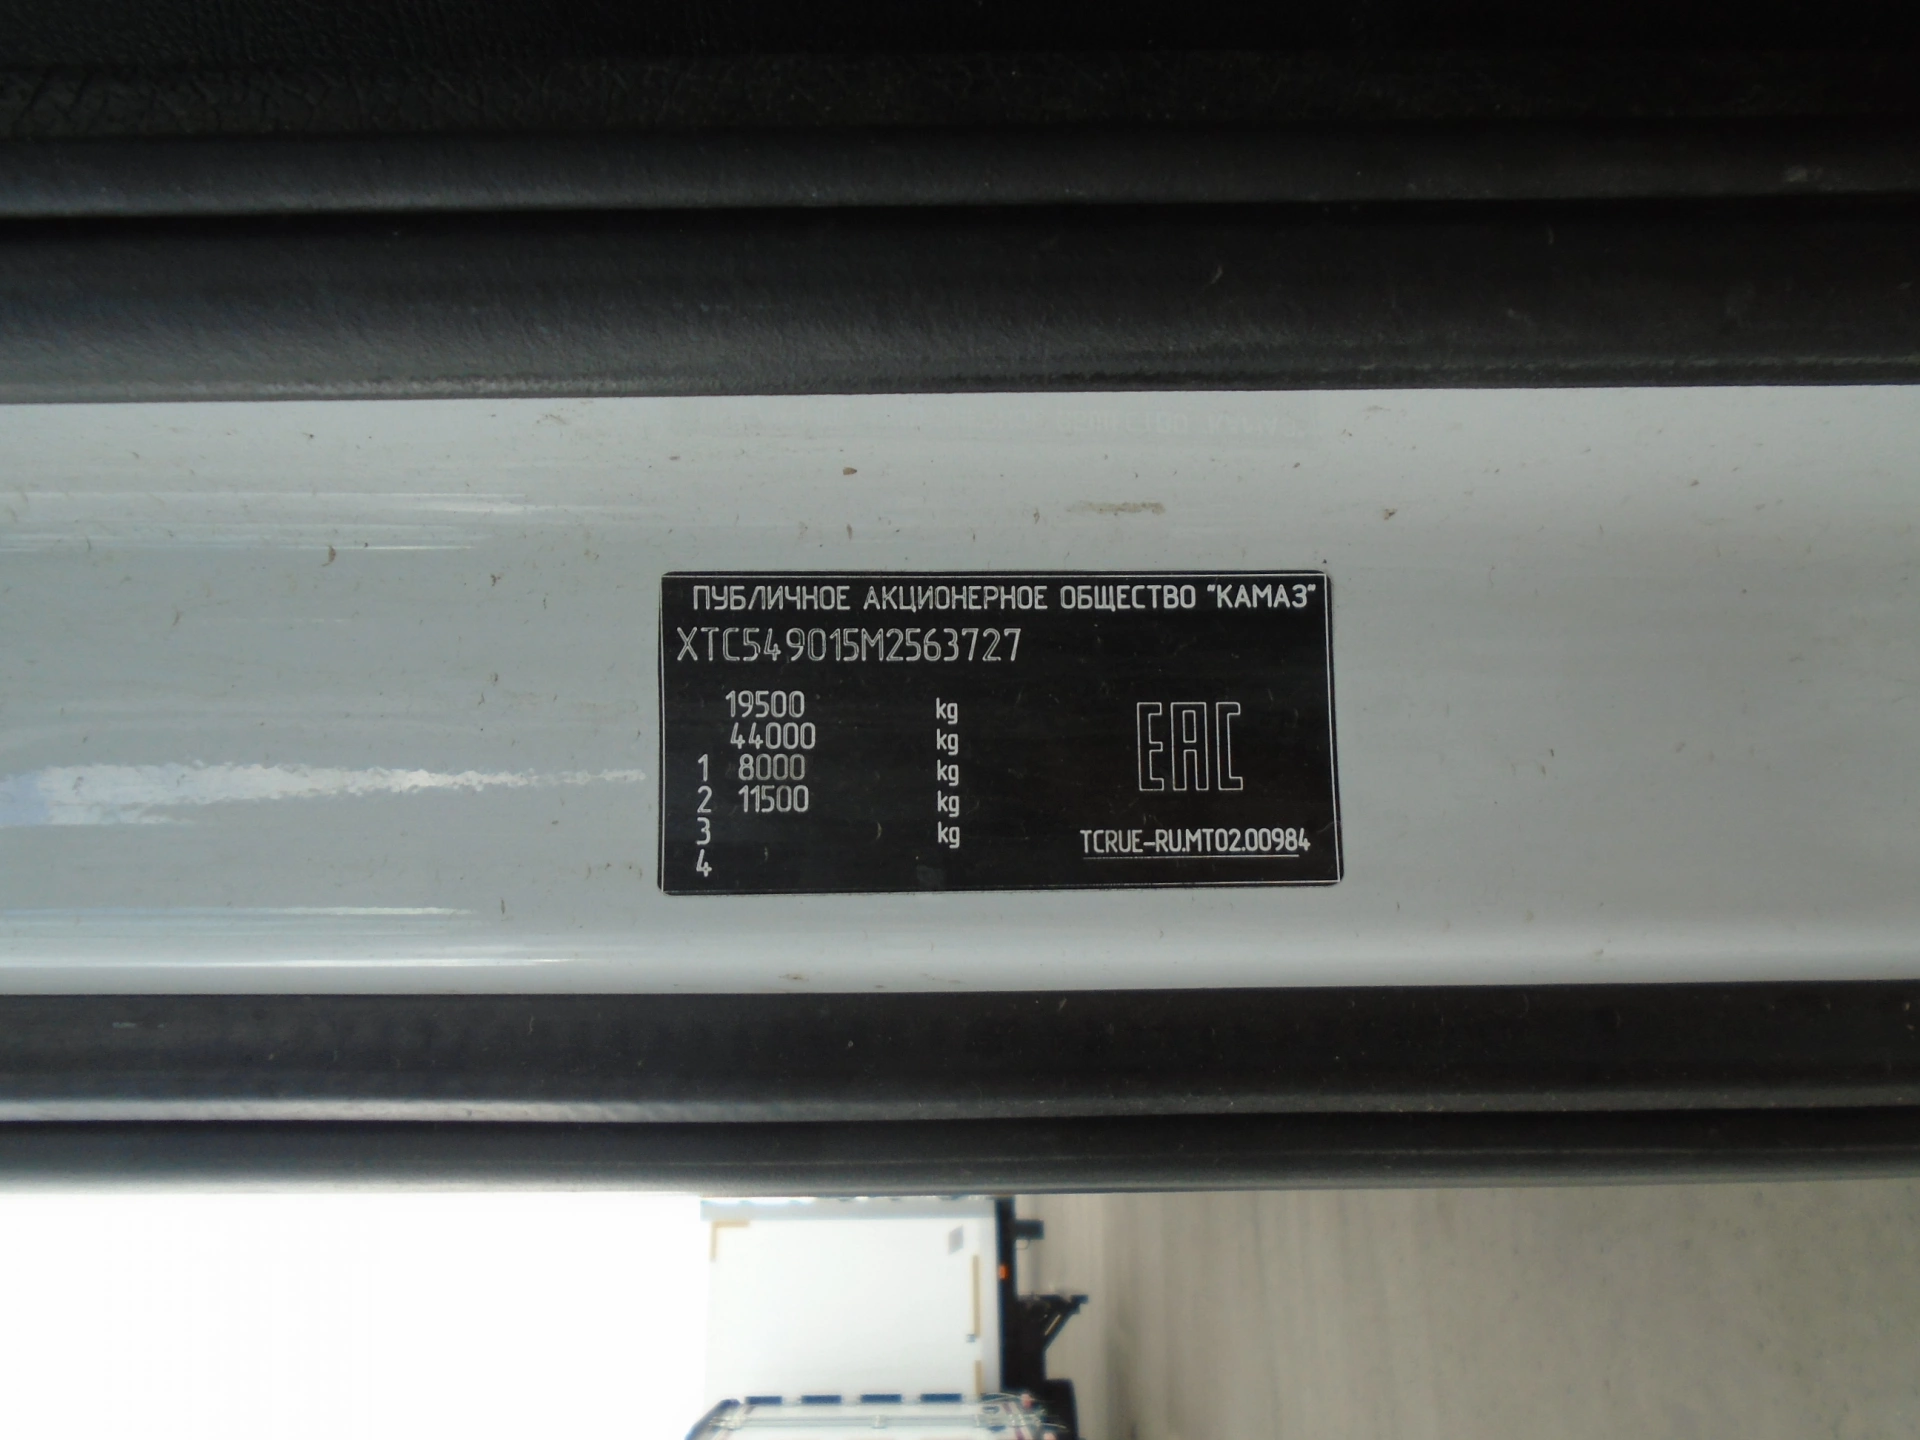 ПУБЛИЧНОЕ АКЦИОНЕРНОЕ ОБЩЕСТВО "КАМАЗ"
XTC549015M2563727
19500 kg
44000 kg
1 8000 kg
2 11500 kg
3 kg
4
EAC
TCRUE-RU.MT02.00984